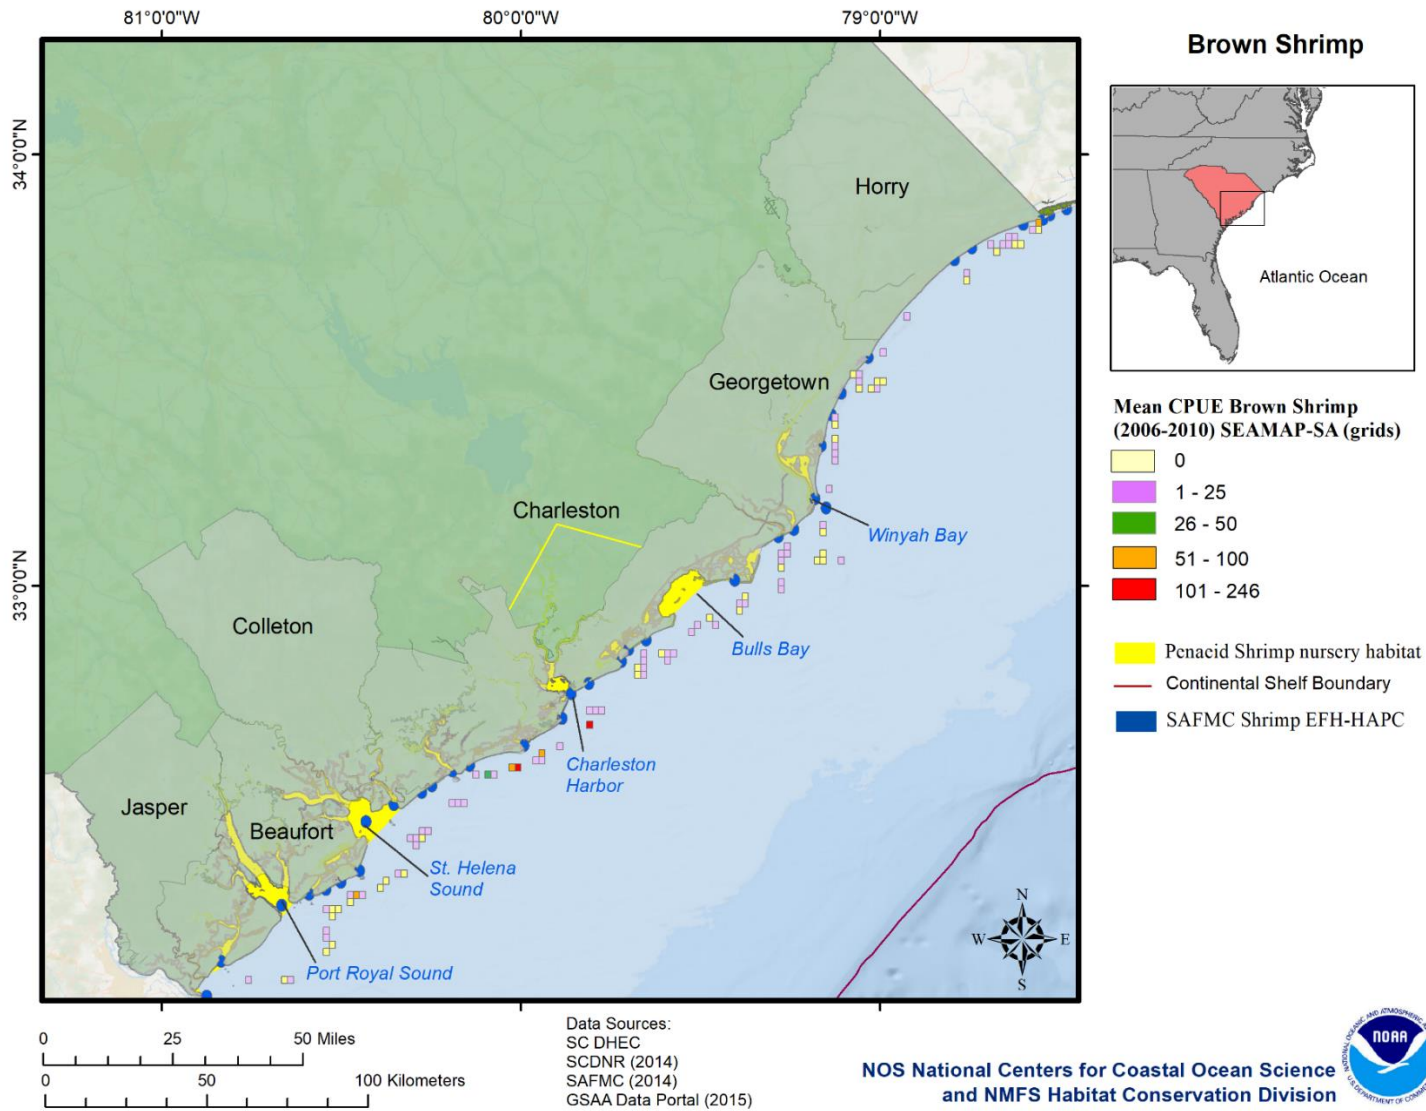 81°0'0"W
80°0'0"W
79°0'0"W
34°0'0"N
33°0'0"N
Horry
Georgetown
Charleston
Colleton
Jasper
Beaufort
Winyah Bay
Bulls Bay
Charleston
Harbor
St. Helena
Sound
Port Royal Sound
N
W
E
S
Brown Shrimp
Atlantic Ocean
Mean CPUE Brown Shrimp
(2006-2010) SEAMAP-SA (grids)
0
1 - 25
26 - 50
51 - 100
101 - 246
Penaeid Shrimp nursery habitat
Continental Shelf Boundary
SAFMC Shrimp EFH-HAPC
0 25 50 Miles
0 50 100 Kilometers
Data Sources:
SC DHEC
SCDNR (2014)
SAFMC (2014)
GSAA Data Portal (2015)
NOS National Centers for Coastal Ocean Science
and NMFS Habitat Conservation Division
NOAA